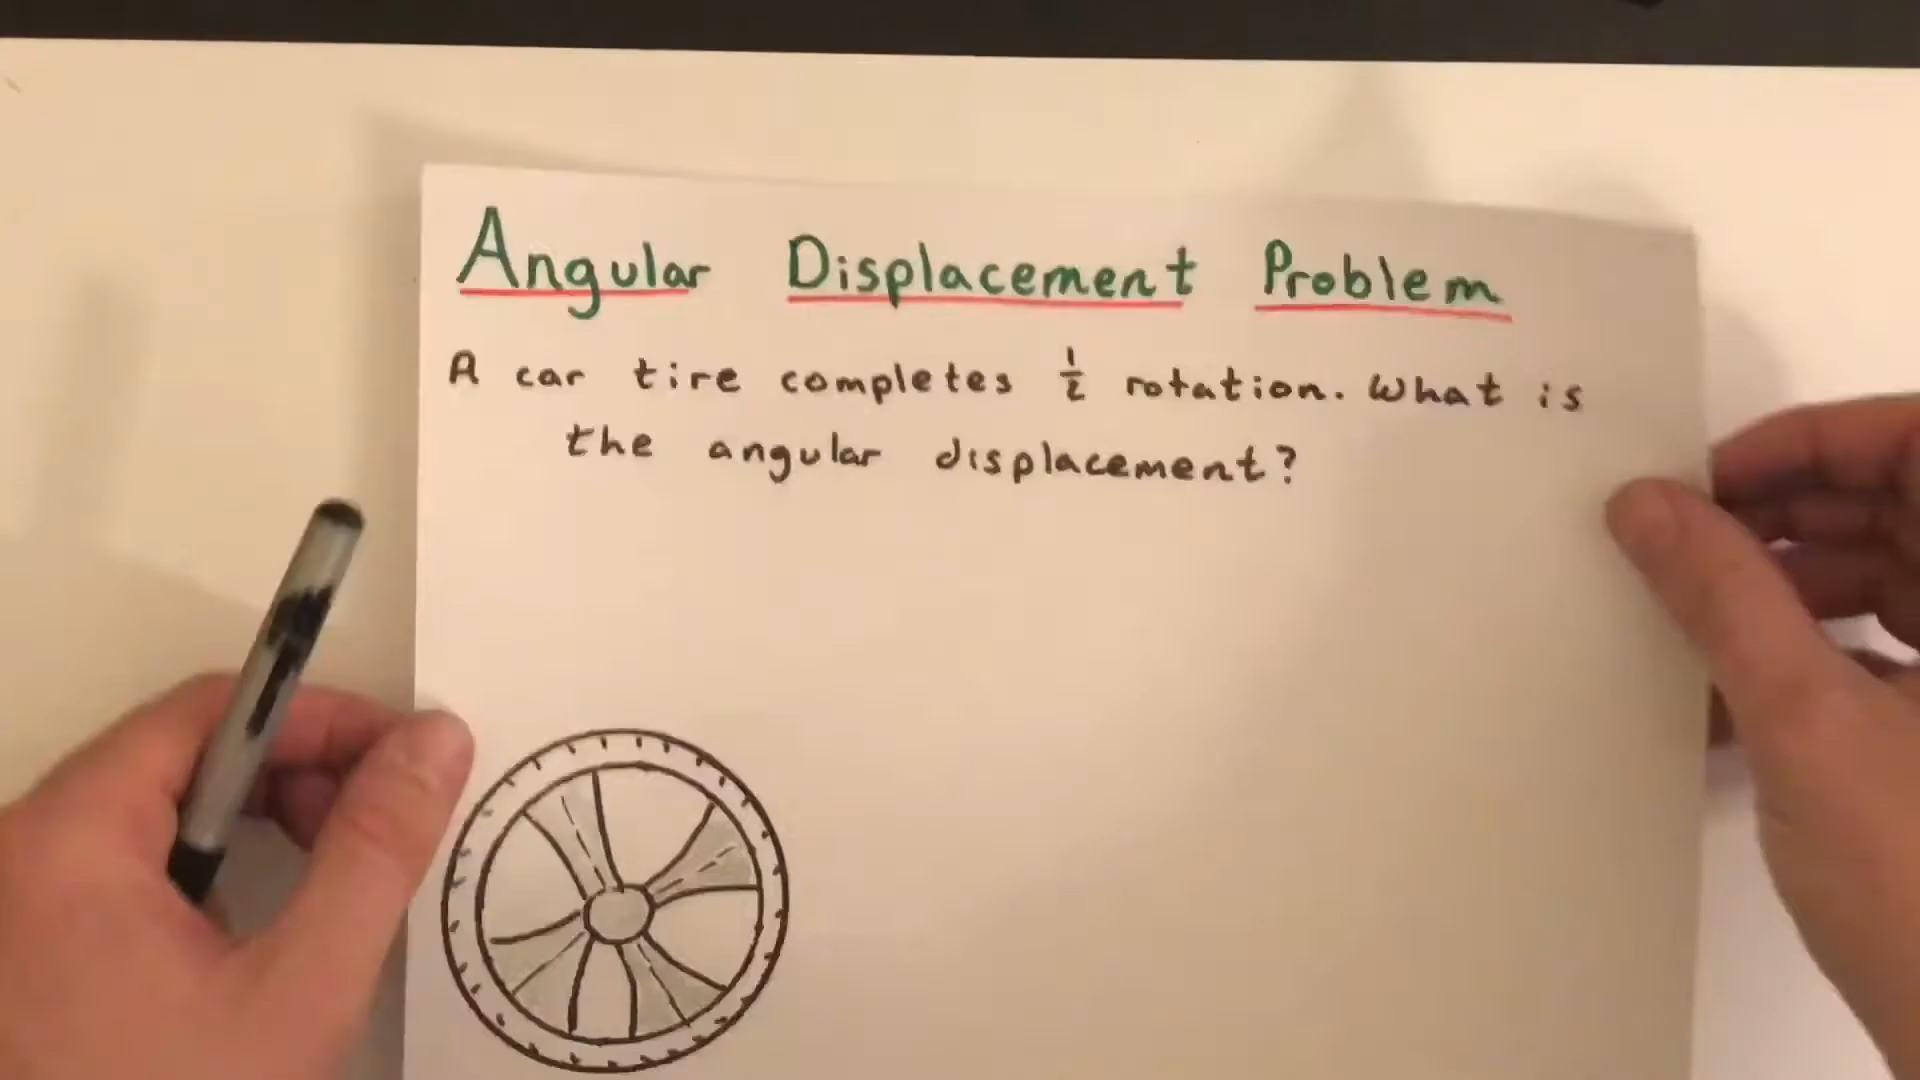 Angular Displacement Problem
A car tire completes 1/2 rotation. What is
the angular displacement?